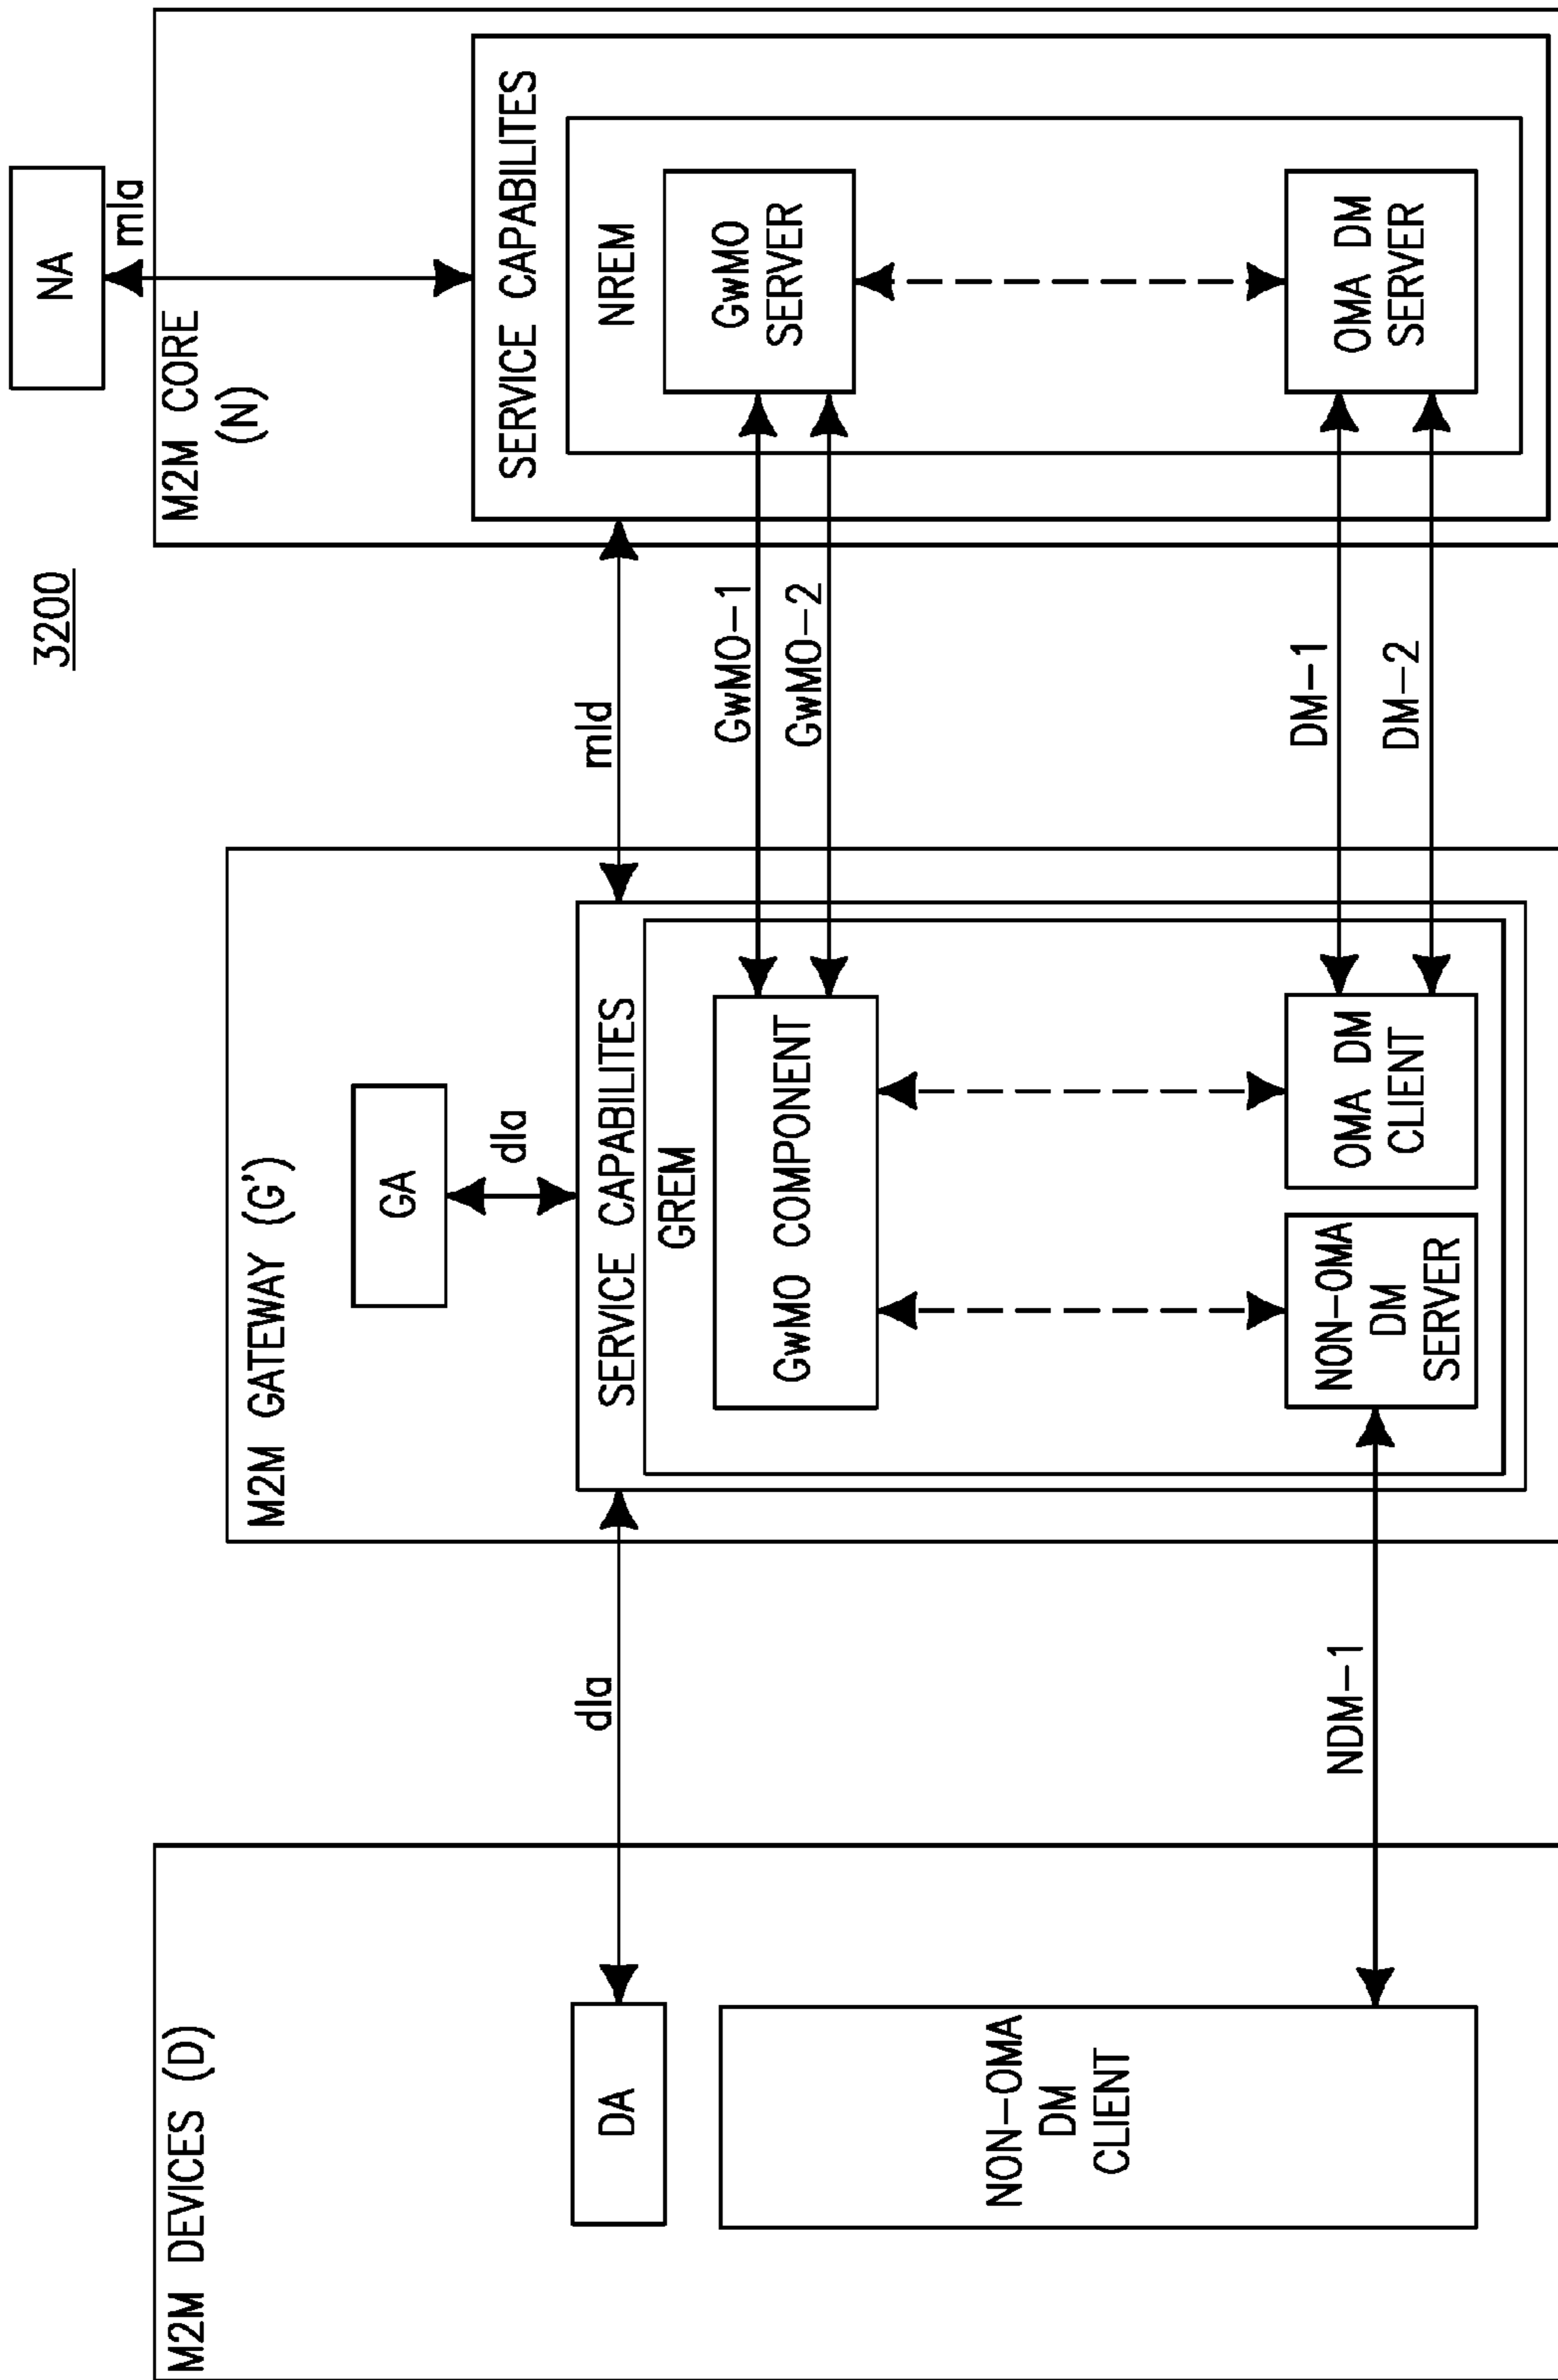 3200
M2M DEVICES (D)
DA
NON-OMA
DM
CLIENT
dIa
NDM-1
M2M GATEWAY (G')
GA
dIa
SERVICE CAPABILITES
GREM
GwMO COMPONENT
NON-OMA
DM
SERVER
OMA DM
CLIENT
mId
GwMO-1
GwMO-2
DM-1
DM-2
NA
mIa
M2M CORE
(N)
SERVICE CAPABILITES
NREM
GwMO
SERVER
OMA DM
SERVER